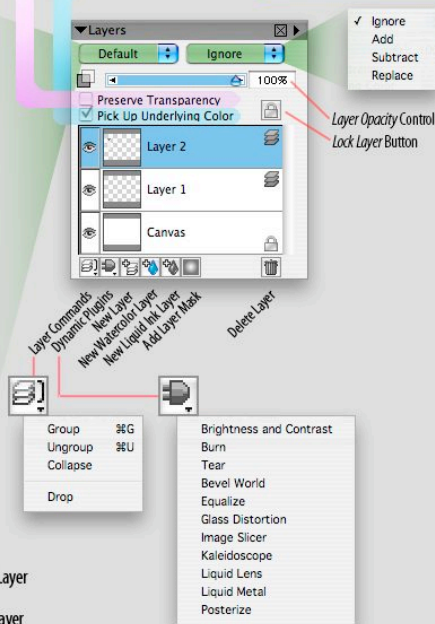 Layers
Default
Ignore
100%
Preserve Transparency
Pick Up Underlying Color
Layer 2
Layer 1
Canvas
✓ Ignore
Add
Subtract
Replace
Layer Opacity Control
Lock Layer Button
Layer Commands
Dynamic Plugins
New Layer
New Watercolor Layer
New Liquid Ink Layer
Add Layer Mask
Delete Layer
Group ⌘G
Ungroup ⌘U
Collapse
Drop
Brightness and Contrast
Burn
Tear
Bevel World
Equalize
Glass Distortion
Image Slicer
Kaleidoscope
Liquid Lens
Liquid Metal
Posterize
Layer